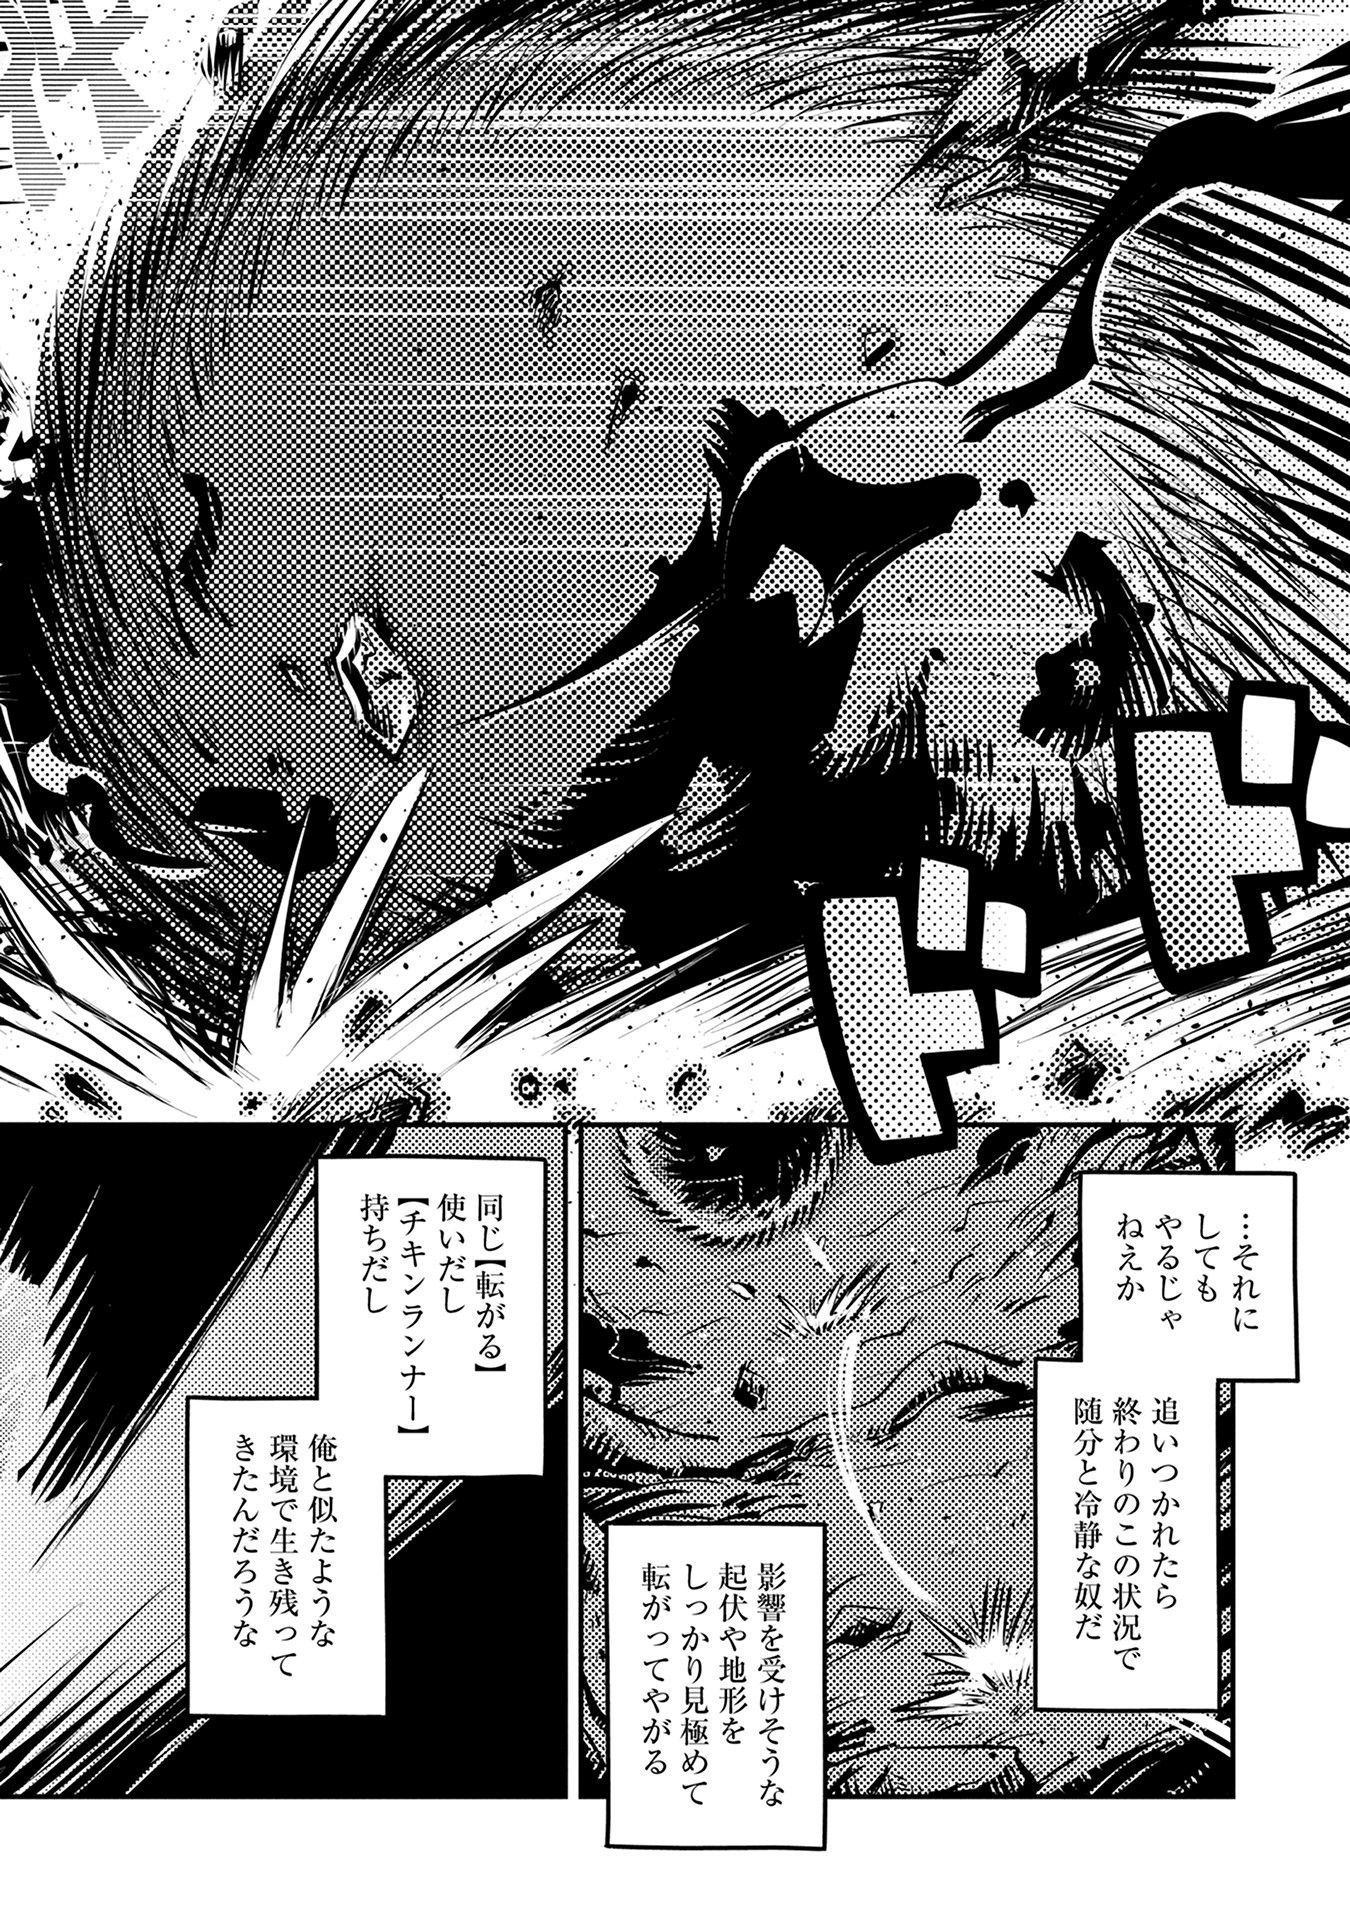 ドド
…それに
しても
やるじゃ
ねえか
追いつかれたら
終わりのこの状況で
随分と冷静な奴だ
影響を受けそうな
起伏や地形を
しっかり見極めて
転がってやがる
同じ【転がる】
使いだし
【チキンランナー】
持ちだし
俺と似たような
環境で生き残って
きたんだろうな